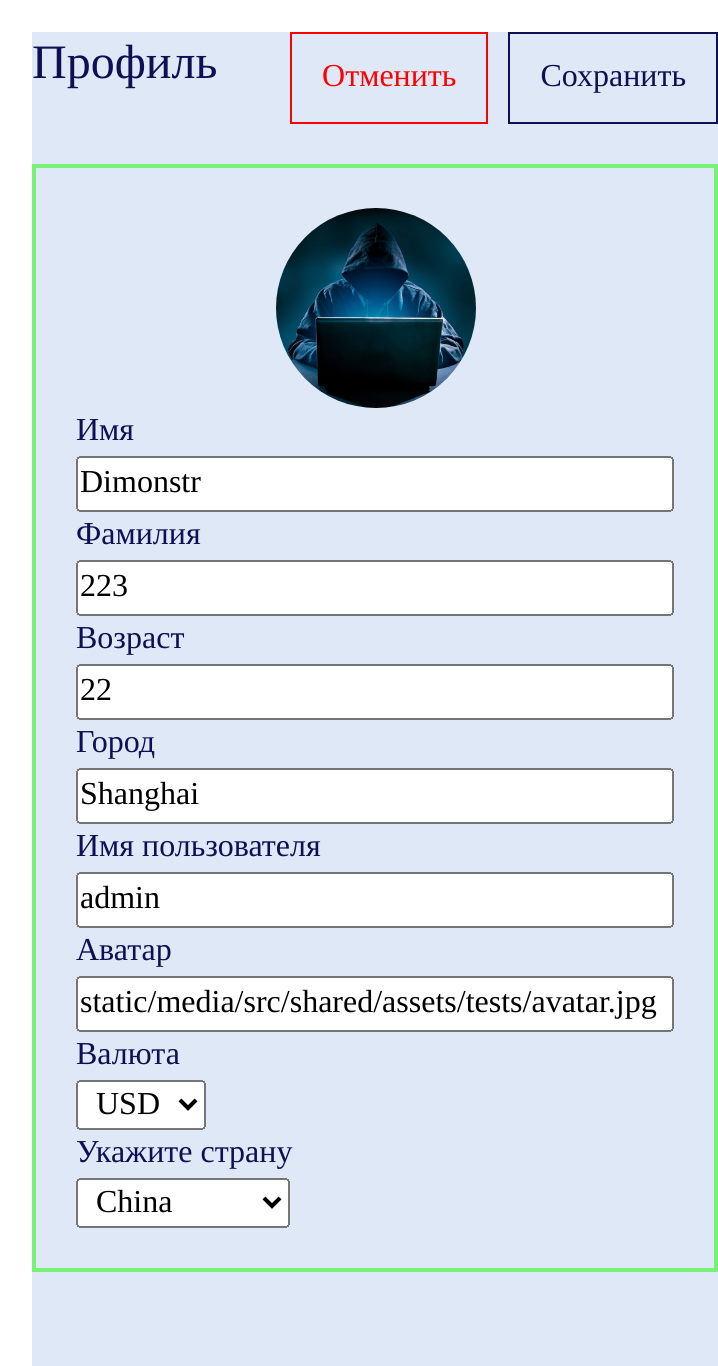 Профиль
Отменить
Сохранить
Имя
Dimonstr
Фамилия
223
Возраст
22
Город
Shanghai
Имя пользователя
admin
Аватар
static/media/src/shared/assets/tests/avatar.jpg
Валюта
USD
Укажите страну
China